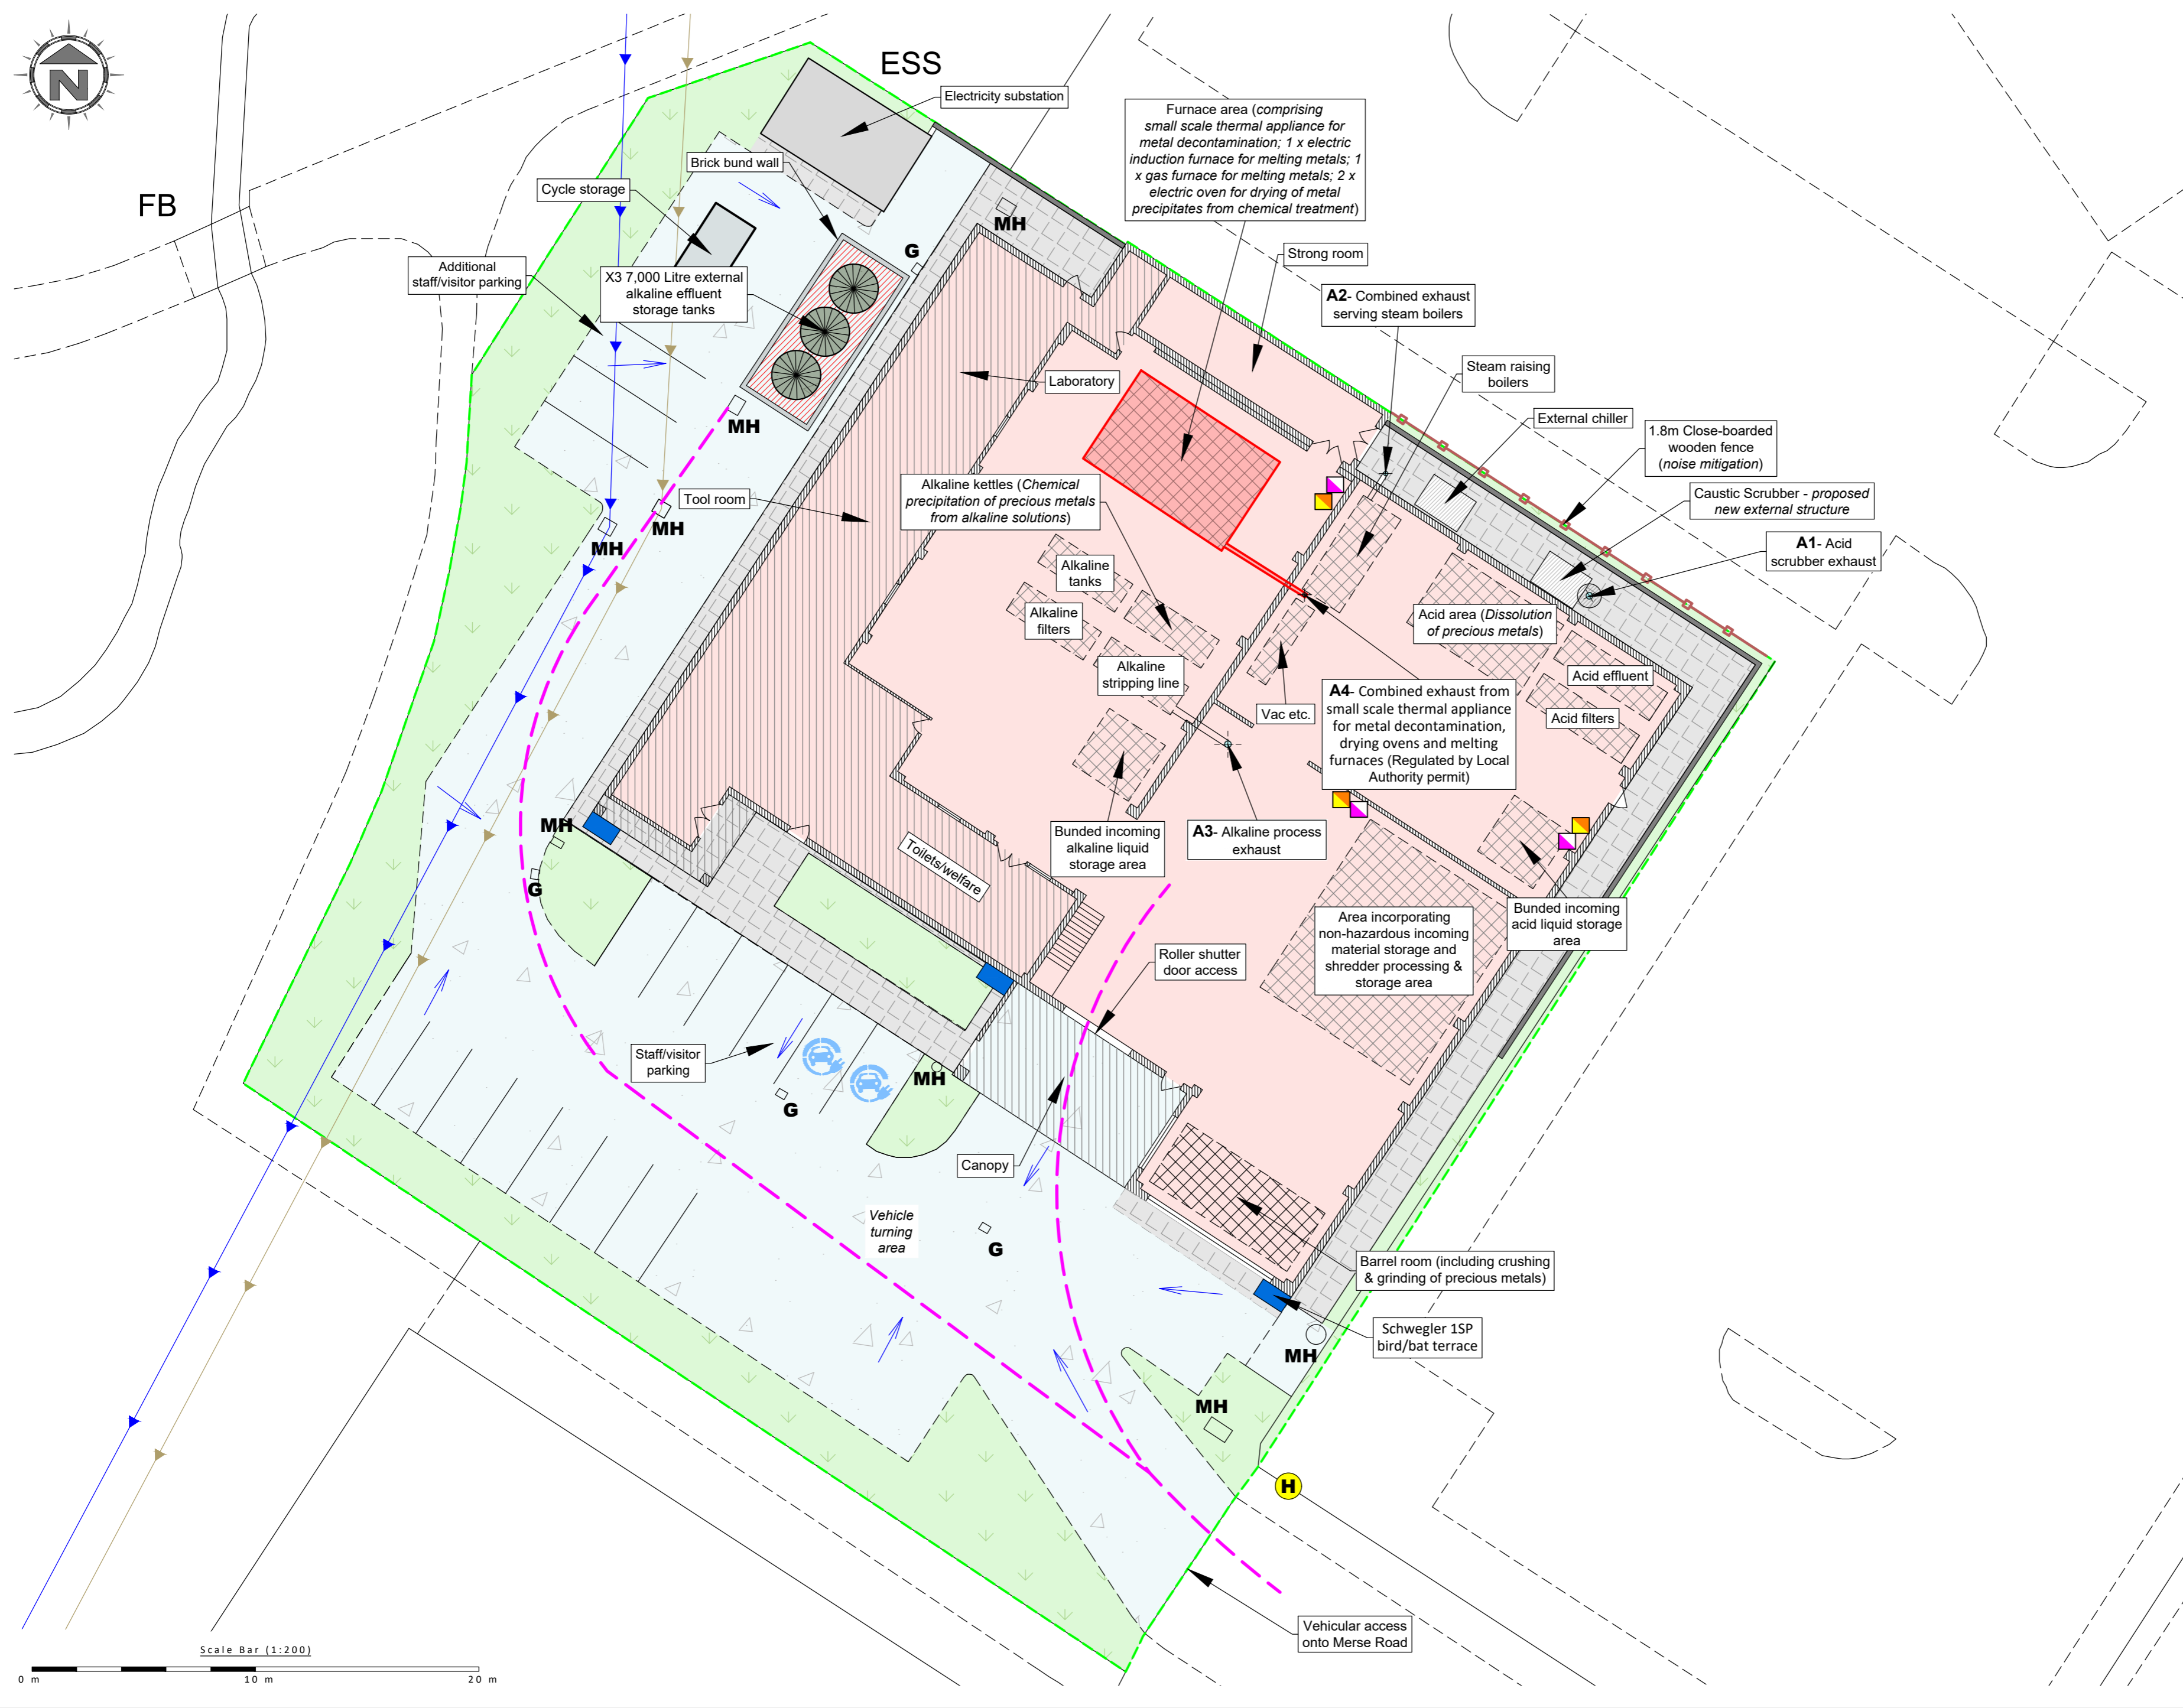 N
ESS
Electricity substation
Furnace area (comprising
small scale thermal appliance for
metal decontamination; 1 x electric
induction furnace for melting metals; 1
x gas furnace for melting metals; 2 x
electric oven for drying of metal
precipitates from chemical treatment)
Brick bund wall
Cycle storage
FB
MH
G
Strong room
Additional
staff/visitor parking
X3 7,000 Litre external
alkaline effluent
storage tanks
A2- Combined exhaust
serving steam boilers
Steam raising
boilers
Laboratory
External chiller
MH
1.8m Close-boarded
wooden fence
(noise mitigation)
Alkaline kettles (Chemical
precipitation of precious metals
from alkaline solutions)
Tool room
Caustic Scrubber - proposed
new external structure
MH
MH
A1- Acid
scrubber exhaust
Alkaline
tanks
Alkaline
filters
Acid area (Dissolution
of precious metals)
Alkaline
stripping line
Acid effluent
Vac etc.
A4- Combined exhaust from
small scale thermal appliance
for metal decontamination,
drying ovens and melting
furnaces (Regulated by Local
Authority permit)
Acid filters
MH
Bunded incoming
alkaline liquid
storage area
A3- Alkaline process
exhaust
Toilets/welfare
G
Area incorporating
non-hazardous incoming
material storage and
shredder processing &
storage area
Bunded incoming
acid liquid storage
area
Roller shutter
door access
Staff/visitor
parking
MH
G
Canopy
Vehicle
turning
area
G
Barrel room (including crushing
& grinding of precious metals)
Schwegler 1SP
bird/bat terrace
MH
MH
H
Vehicular access
onto Merse Road
Scale Bar (1:200)
0 m
10 m
20 m